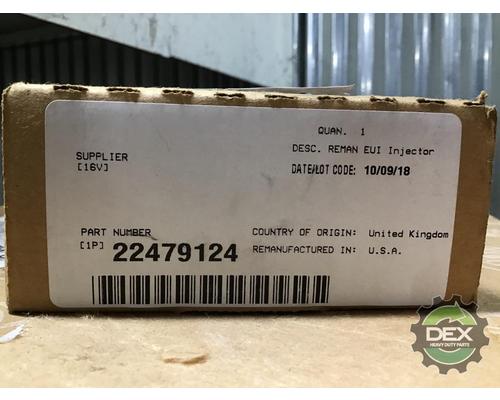 QUAN. 1
DESC. REMAN EUI Injector
SUPPLIER
[16V]
DATE/LOT CODE: 10/09/18
PART NUMBER
[1P] 22479124
COUNTRY OF ORIGIN: United Kingdom
REMANUFACTURED IN: U.S.A.
DEX
HEAVY DUTY PARTS